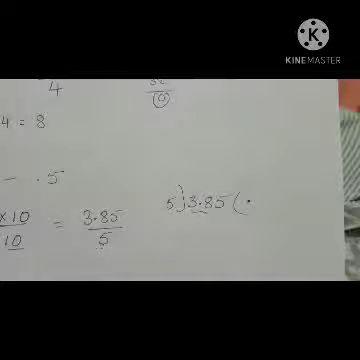 K
KINEMASTER
4
4 = 8
- .5
×10
10
= 3.85
5
5)3.85(.